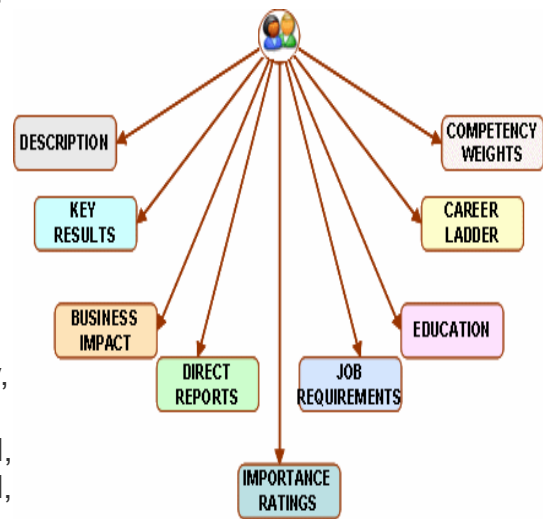 DESCRIPTION
COMPETENCY
WEIGHTS
KEY
RESULTS
CAREER
LADDER
BUSINESS
IMPACT
EDUCATION
DIRECT
REPORTS
JOB
REQUIREMENTS
IMPORTANCE
RATINGS